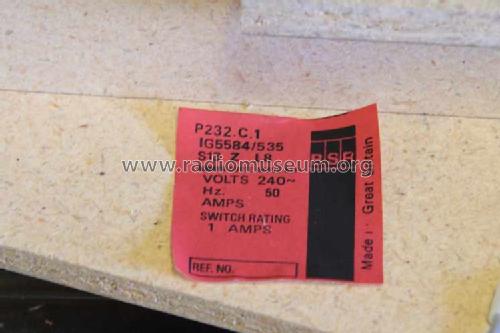 P232.C.1
IG5584/535
VOLTS 240~
Hz. 50
AMPS
SWITCH RATING
1 AMPS
REF. NO.
BSR
Made in Great Britain
www.radiomuseum.org